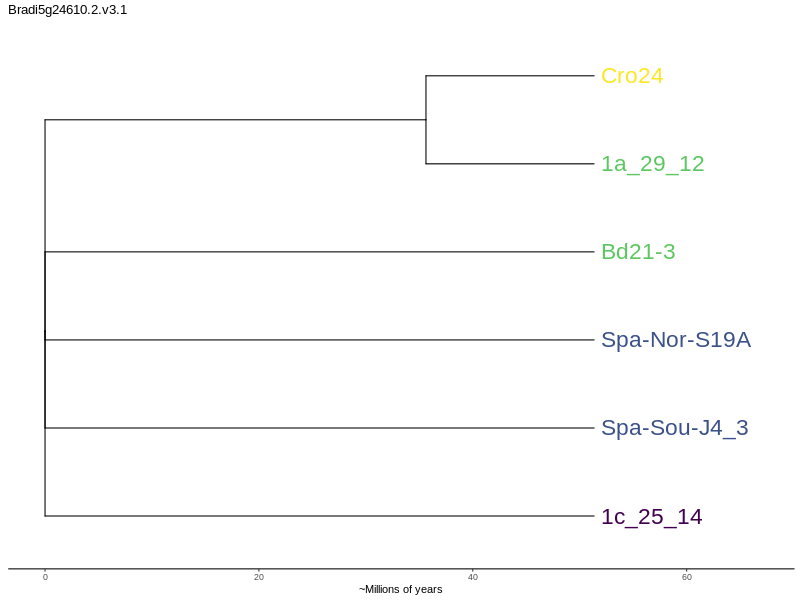 Bradi5g24610.2.v3.1
Cro24
1a_29_12
Bd21-3
Spa-Nor-S19A
Spa-Sou-J4_3
1c_25_14
0 20 40 60
~Millions of years